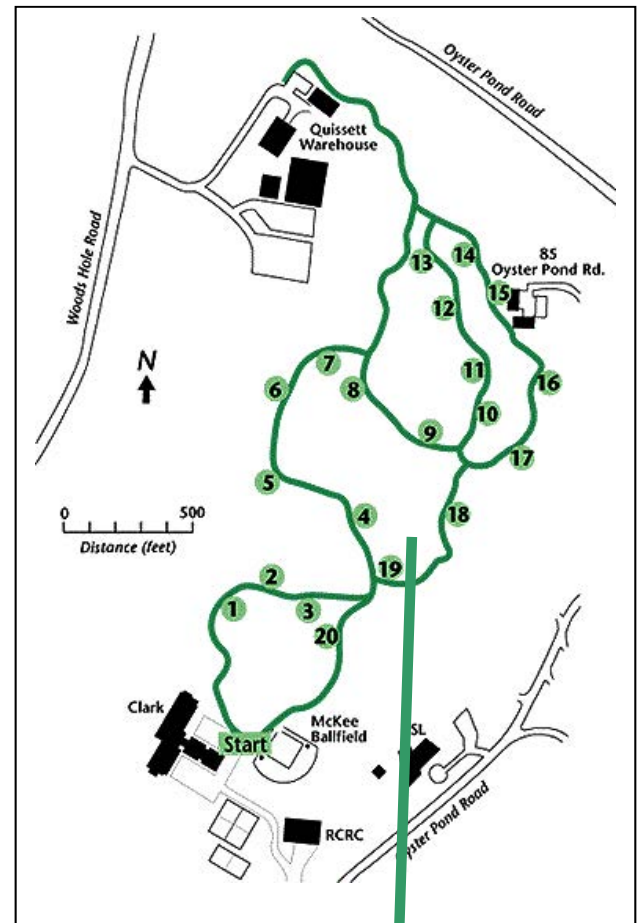 Oyster Pond Road
Quissett
Warehouse
Woods Hole Road
14
13
85
Oyster Pond Rd.
15
12
N
7
11
16
6
8
10
9
17
5
4
18
0
500
Distance (feet)
19
2
1
3
20
Clark
Start
McKee
Ballfield
SL
RCRC
Oyster Pond Road